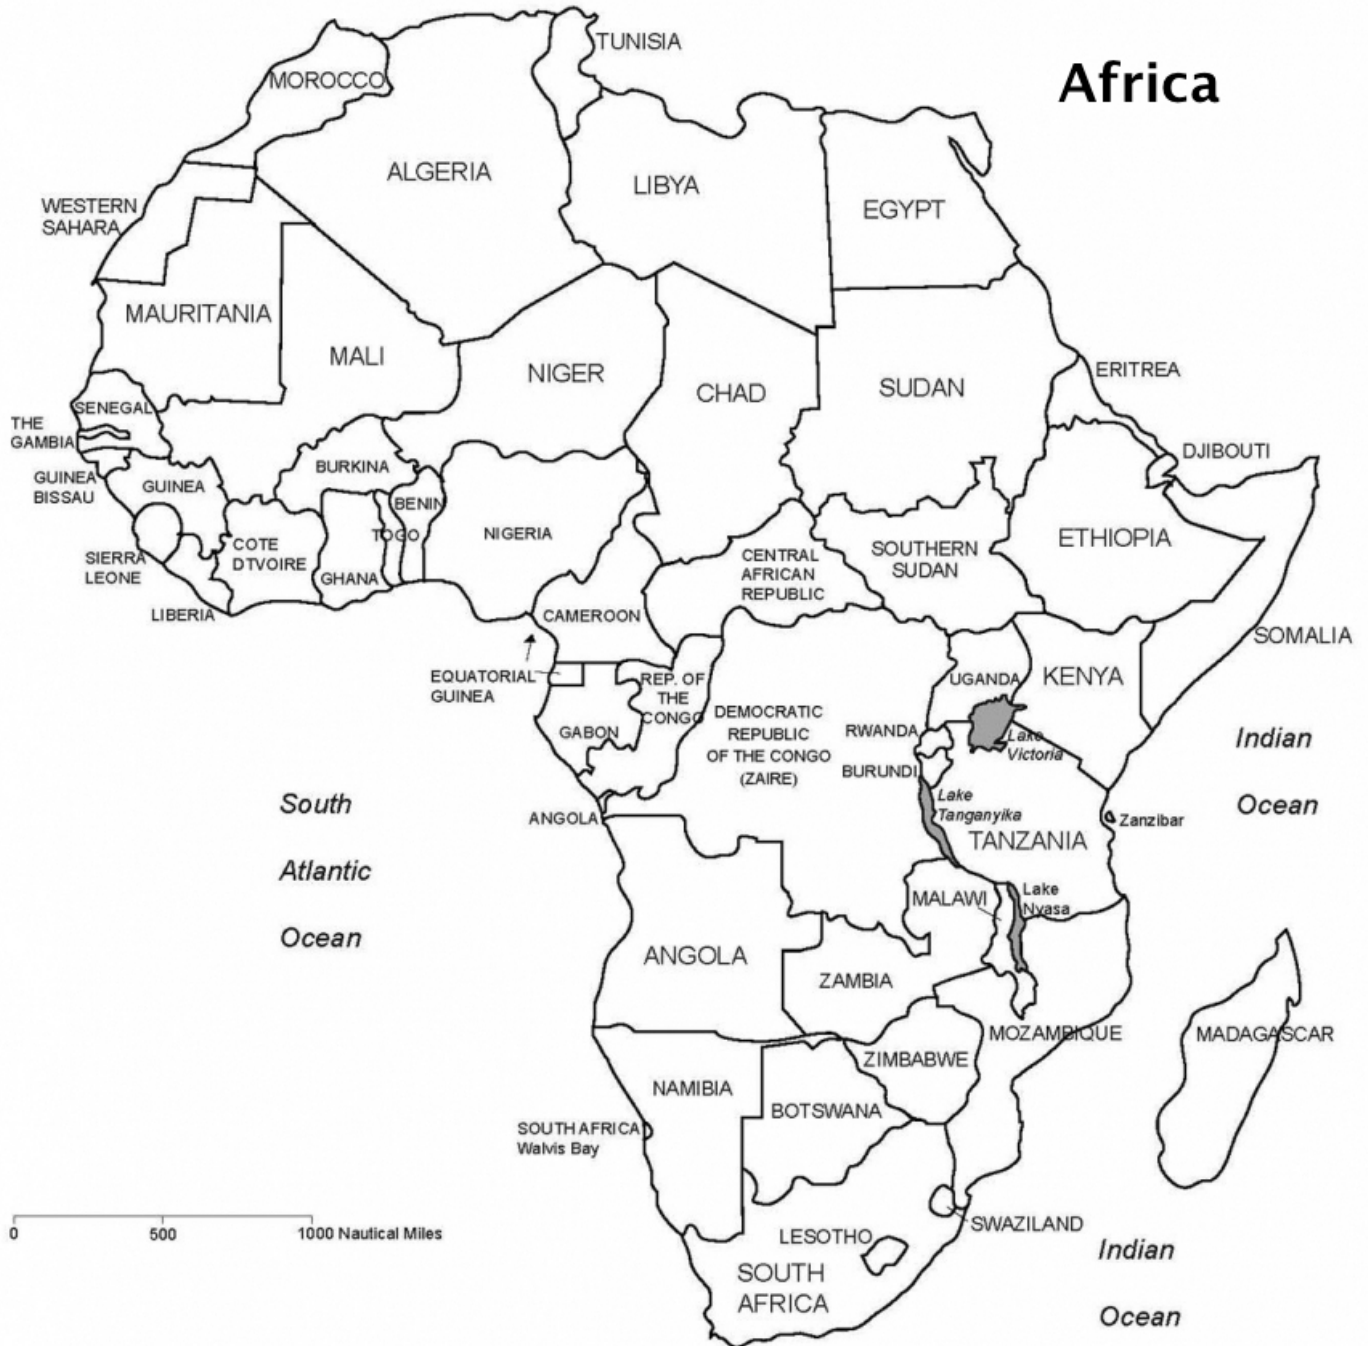 Africa
TUNISIA
MOROCCO
ALGERIA
LIBYA
EGYPT
WESTERN
SAHARA
MAURITANIA
MALI
NIGER
CHAD
SUDAN
ERITREA
SENEGAL
THE
GAMBIA
DJIBOUTI
GUINEA
BISSAU
GUINEA
BURKINA
BENIN
TOGO
NIGERIA
SIERRA
LEONE
COTE
DTVOIRE
GHANA
LIBERIA
CENTRAL
AFRICAN
REPUBLIC
SOUTHERN
SUDAN
ETHIOPIA
CAMEROON
SOMALIA
EQUATORIAL
GUINEA
REP. OF
THE
CONGO
UGANDA
KENYA
GABON
DEMOCRATIC
REPUBLIC
OF THE CONGO
(ZAIRE)
RWANDA
BURUNDI
Lake
Victoria
Indian
Ocean
South
Atlantic
Ocean
ANGOLA
Lake
Tanganyika
TANZANIA
Zanzibar
MALAWI
Lake
Nyasa
ANGOLA
ZAMBIA
MOZAMBIQUE
MADAGASCAR
ZIMBABWE
NAMIBIA
BOTSWANA
SOUTH AFRICA
Walvis Bay
SWAZILAND
LESOTHO
SOUTH
AFRICA
Indian
Ocean
0 500 1000 Nautical Miles